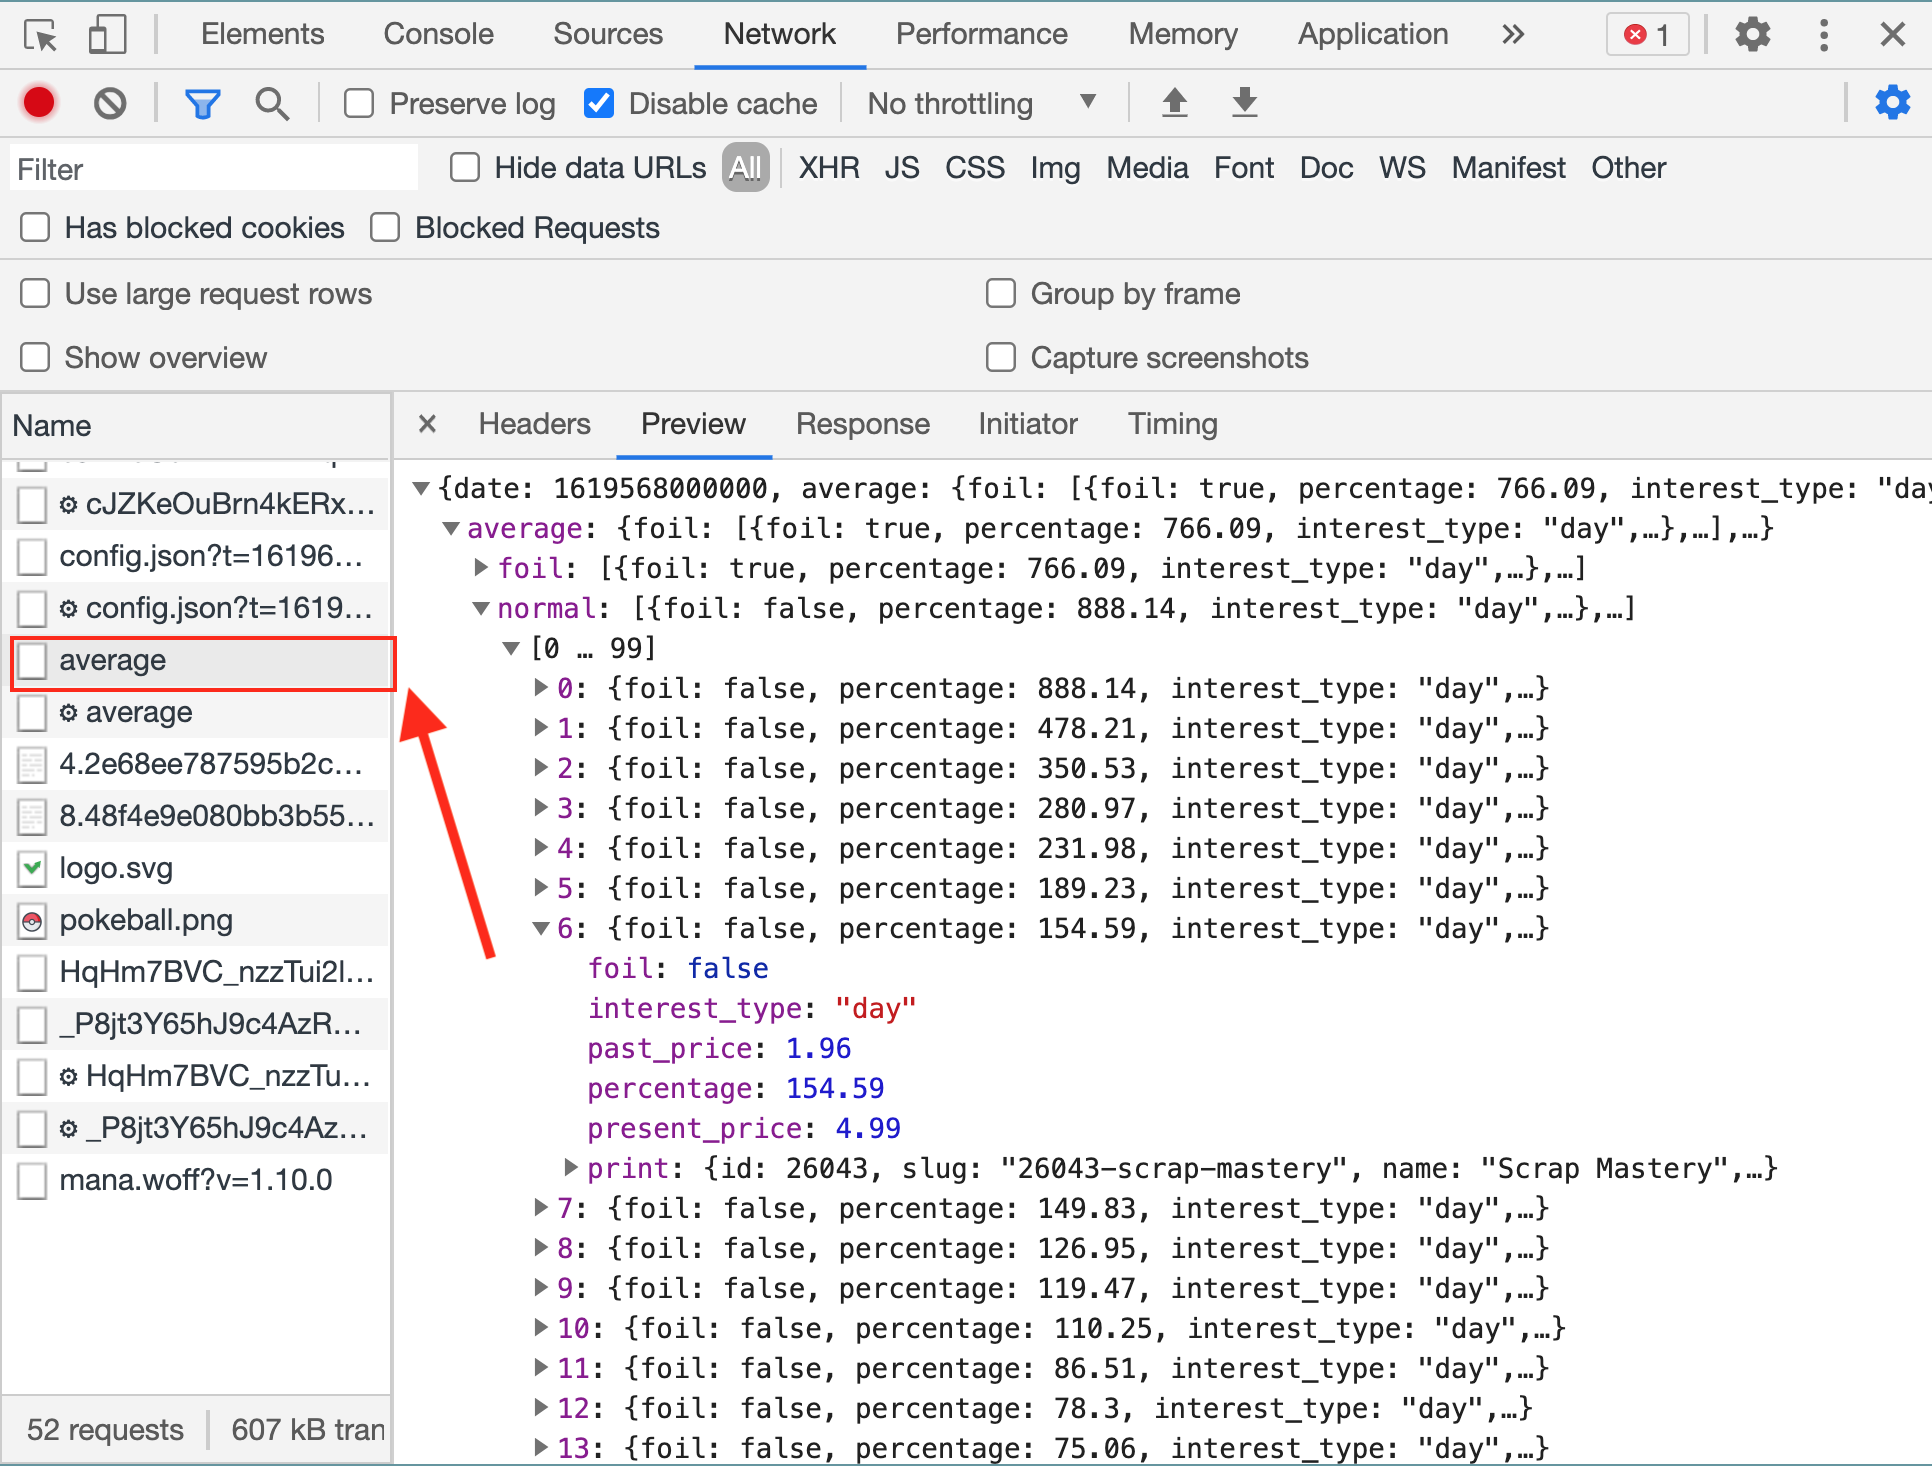 Elements Console Sources Network Performance Memory Application 1
Preserve log Disable cache No throttling
Filter Hide data URLs All XHR JS CSS Img Media Font Doc WS Manifest Other
Has blocked cookies Blocked Requests
Use large request rows Group by frame
Show overview Capture screenshots
Name
cJZKeOuBrn4kERx...
config.json?t=16196...
config.json?t=1619...
average
average
4.2e68ee787595b2c...
8.48f4e9e080bb3b55...
logo.svg
pokeball.png
HqHm7BVC_nzzTui2l...
_P8jt3Y65hJ9c4AzR...
HqHm7BVC_nzzTu...
_P8jt3Y65hJ9c4Az...
mana.woff?v=1.10.0
52 requests 607 kB tran
Headers Preview Response Initiator Timing
{date: 1619568000000, average: {foil: [{foil: true, percentage: 766.09, interest_type: "day
average: {foil: [{foil: true, percentage: 766.09, interest_type: "day",…},…],…}
foil: [{foil: true, percentage: 766.09, interest_type: "day",…},…]
normal: [{foil: false, percentage: 888.14, interest_type: "day",…},…]
[0 … 99]
0: {foil: false, percentage: 888.14, interest_type: "day",…}
1: {foil: false, percentage: 478.21, interest_type: "day",…}
2: {foil: false, percentage: 350.53, interest_type: "day",…}
3: {foil: false, percentage: 280.97, interest_type: "day",…}
4: {foil: false, percentage: 231.98, interest_type: "day",…}
5: {foil: false, percentage: 189.23, interest_type: "day",…}
6: {foil: false, percentage: 154.59, interest_type: "day",…}
foil: false
interest_type: "day"
past_price: 1.96
percentage: 154.59
present_price: 4.99
print: {id: 26043, slug: "26043-scrap-mastery", name: "Scrap Mastery",…}
7: {foil: false, percentage: 149.83, interest_type: "day",…}
8: {foil: false, percentage: 126.95, interest_type: "day",…}
9: {foil: false, percentage: 119.47, interest_type: "day",…}
10: {foil: false, percentage: 110.25, interest_type: "day",…}
11: {foil: false, percentage: 86.51, interest_type: "day",…}
12: {foil: false, percentage: 78.3, interest_type: "day",…}
13: {foil: false, percentage: 75.06, interest_type: "day",…}